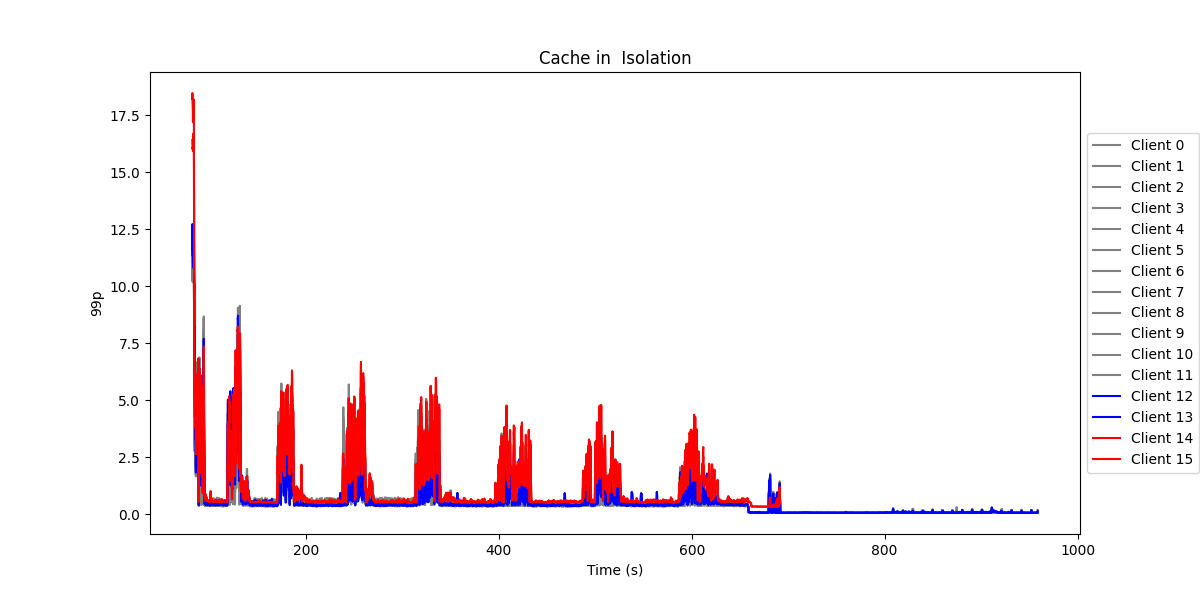 Cache in  Isolation
99p
17.5
15.0
12.5
10.0
7.5
5.0
2.5
0.0
200
400
600
800
1000
Time (s)
Client 0
Client 1
Client 2
Client 3
Client 4
Client 5
Client 6
Client 7
Client 8
Client 9
Client 10
Client 11
Client 12
Client 13
Client 14
Client 15